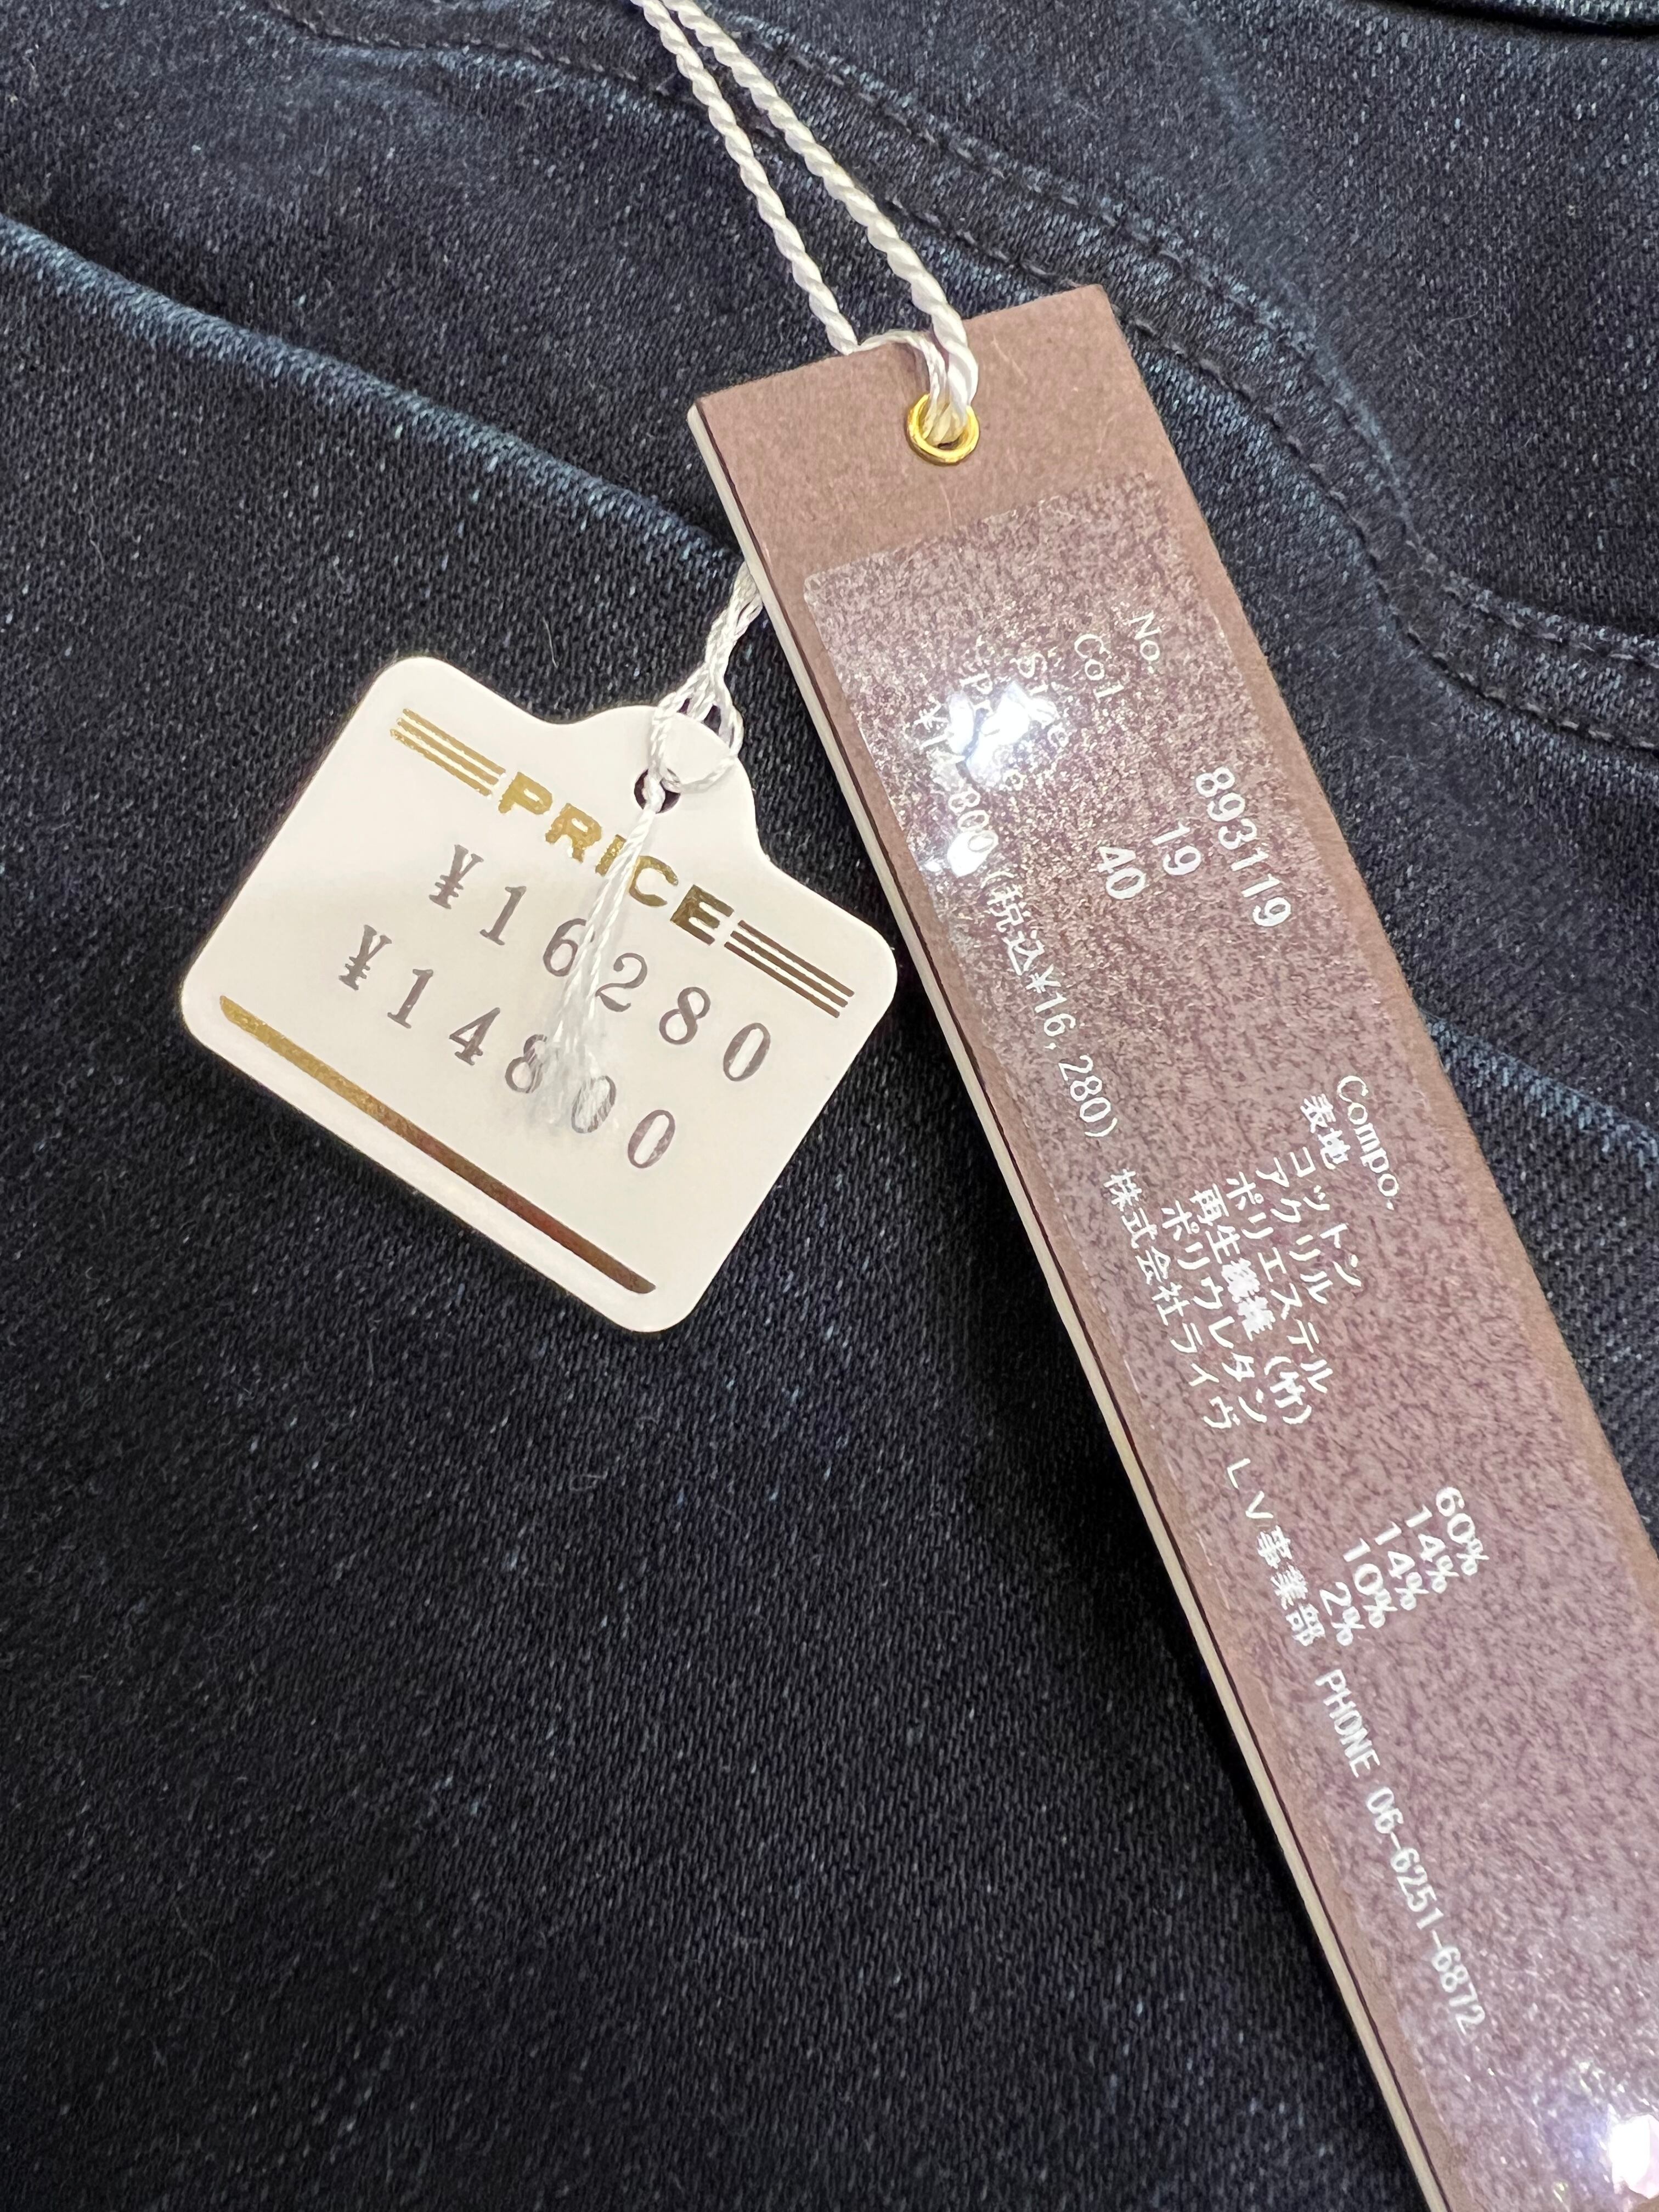 PRICE
¥16280
¥14800
No. 893119
Col 19
Size 40
Price
¥14,800 (税込¥16,280)
Compo.
表地
コットン 60%
アクリル 14%
ポリエステル 14%
再生繊維(竹) 10%
ポリウレタン 2%
株式会社ライヴ LV事業部 PHONE 06-6251-6872